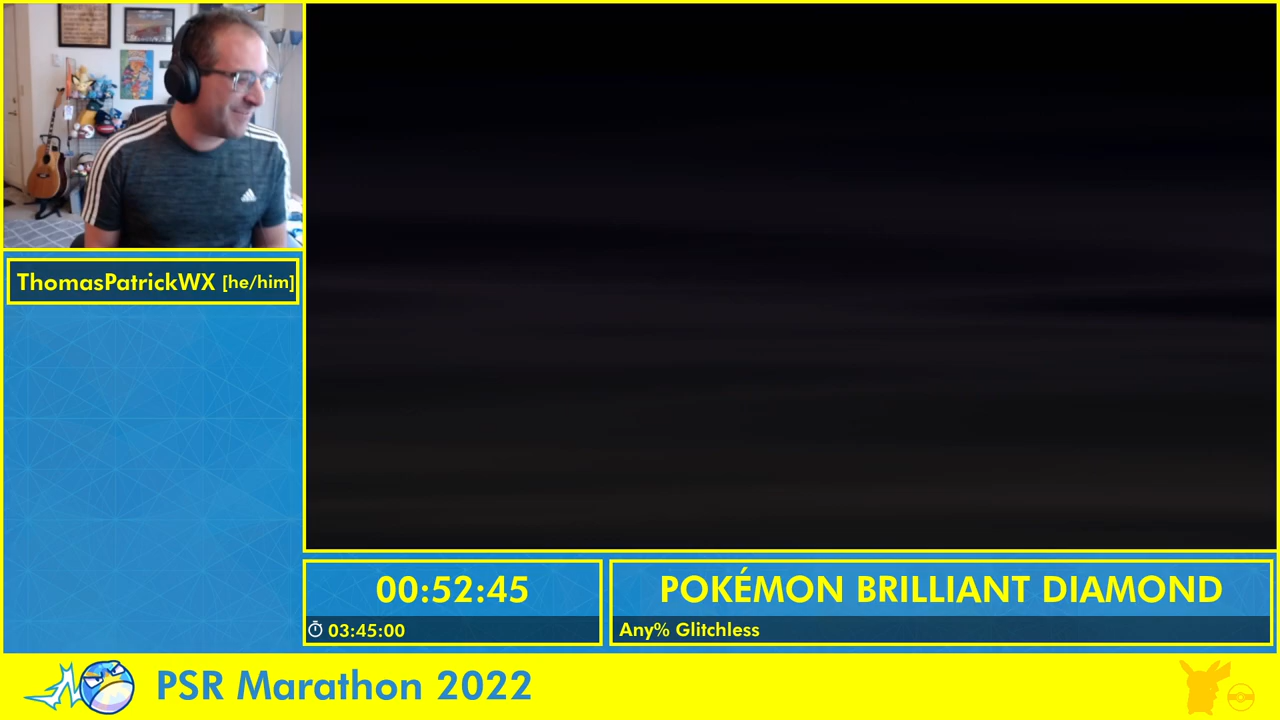 ThomasPatrickWX [he/him]
00:52:45
03:45:00
POKÉMON BRILLIANT DIAMOND
Any% Glitchless
PSR Marathon 2022